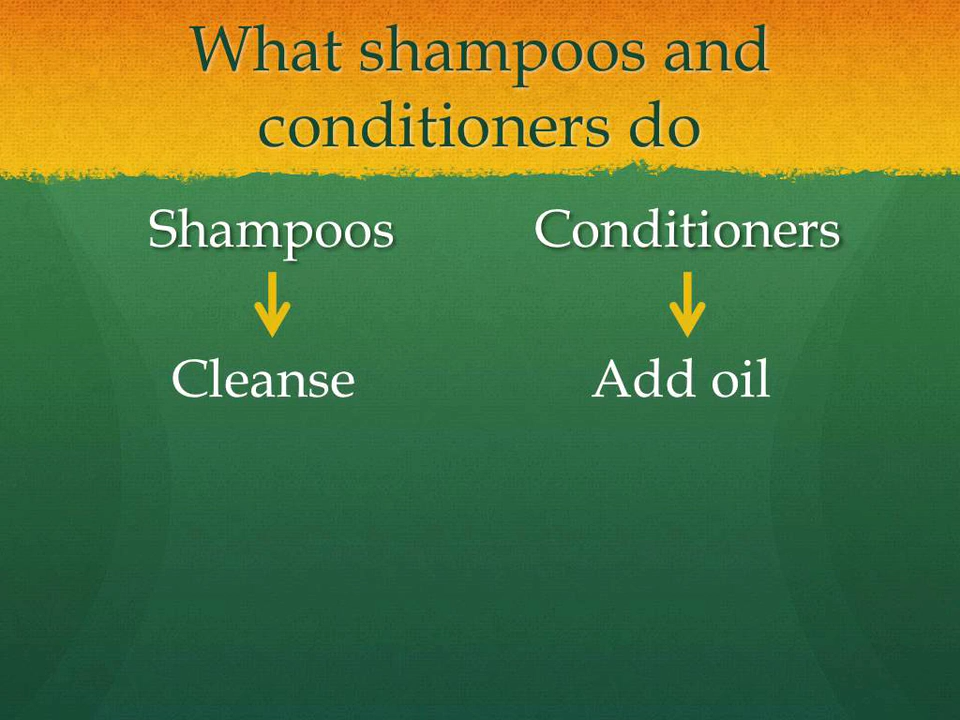 What shampoos and
conditioners do
Shampoos
Conditioners
Cleanse
Add oil